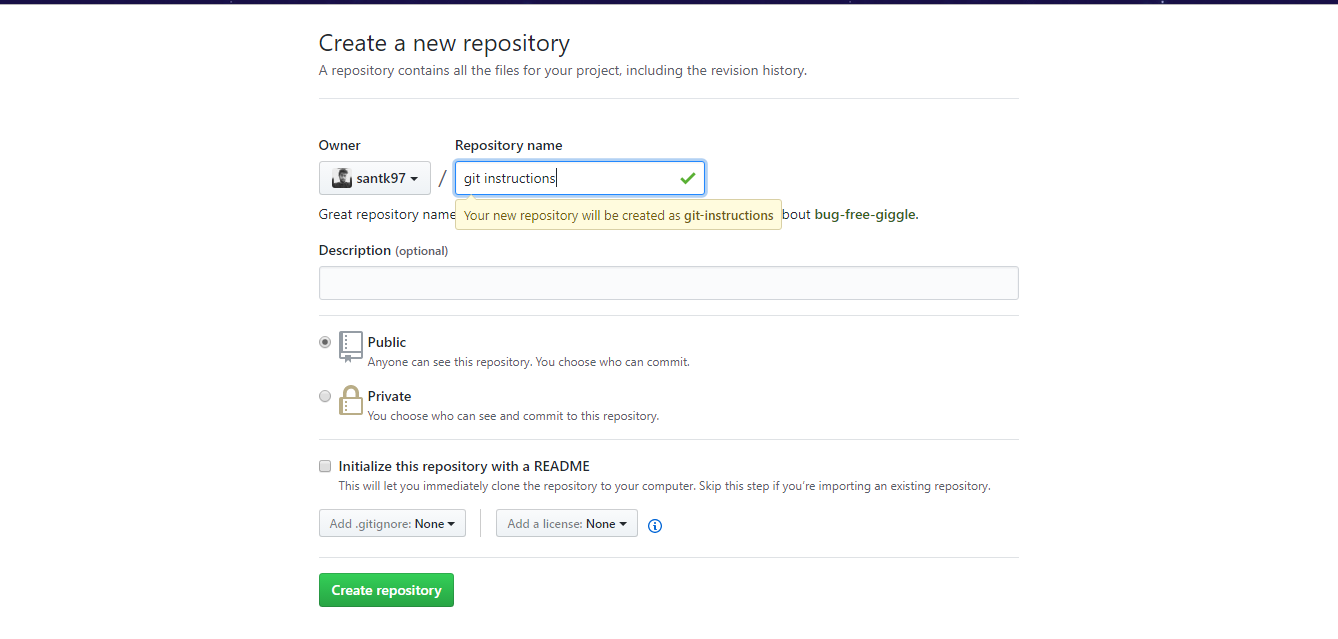 Create a new repository
A repository contains all the files for your project, including the revision history.
Owner
Repository name
santk97
/
git instructions
Great repository name
Your new repository will be created as git-instructions
bout bug-free-giggle.
Description (optional)
Public
Anyone can see this repository. You choose who can commit.
Private
You choose who can see and commit to this repository.
Initialize this repository with a README
This will let you immediately clone the repository to your computer. Skip this step if you’re importing an existing repository.
Add .gitignore: None
Add a license: None
Create repository